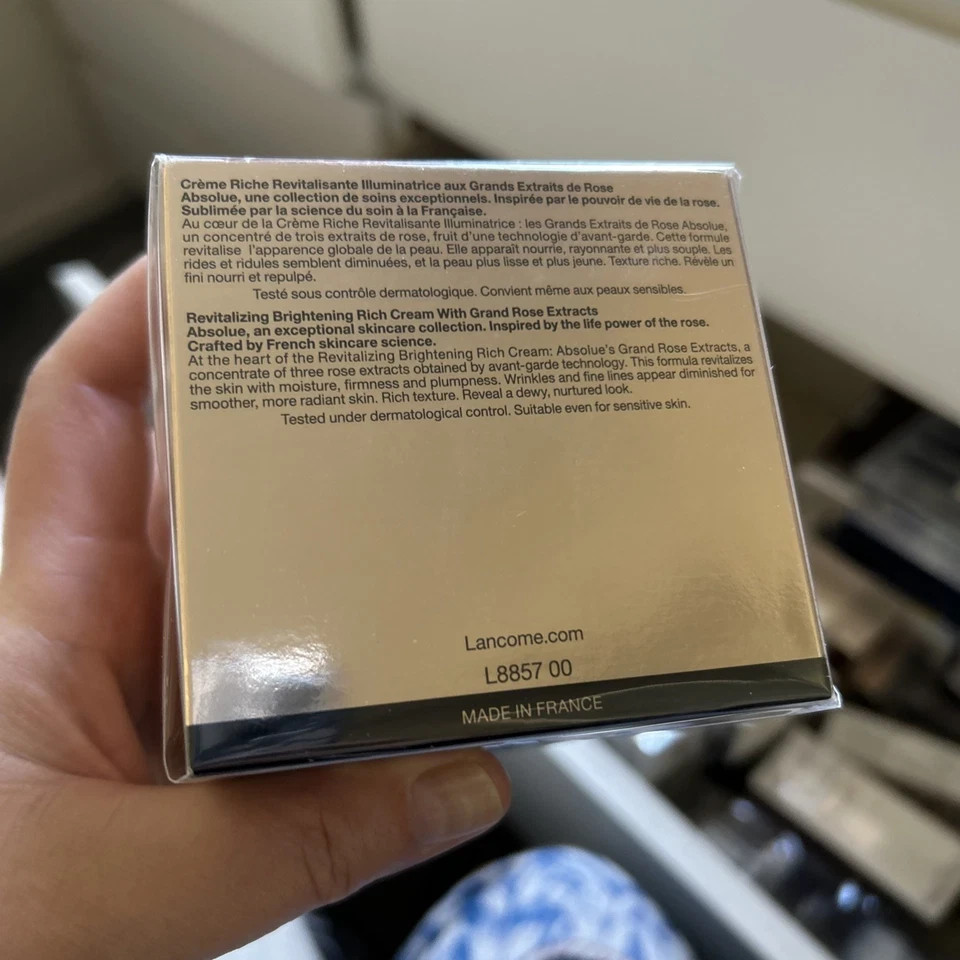 Crème Riche Revitalisante Illuminatrice aux Grands Extraits de Rose
Absolue, une collection de soins exceptionnels. Inspirée par le pouvoir de vie de la rose.
Sublimée par la science du soin à la Française.
Au cœur de la Crème Riche Revitalisante Illuminatrice : les Grands Extraits de Rose Absolue,
un concentré de trois extraits de rose, fruit d'une technologie d'avant-garde. Cette formule
revitalise l'apparence globale de la peau. Elle apparaît nourrie, rayonnante et plus souple. Les
rides et ridules semblent diminuées, et la peau plus lisse et plus jeune. Texture riche. Révèle un
fini nourri et repulpé.
Testé sous contrôle dermatologique. Convient même aux peaux sensibles.
Revitalizing Brightening Rich Cream With Grand Rose Extracts
Absolue, an exceptional skincare collection. Inspired by the life power of the rose.
Crafted by French skincare science.
At the heart of the Revitalizing Brightening Rich Cream: Absolue's Grand Rose Extracts, a
concentrate of three rose extracts obtained by avant-garde technology. This formula revitalizes
the skin with moisture, firmness and plumpness. Wrinkles and fine lines appear diminished for
smoother, more radiant skin. Rich texture. Reveal a dewy, nurtured look.
Tested under dermatological control. Suitable even for sensitive skin.
Lancome.com
L8857 00
MADE IN FRANCE